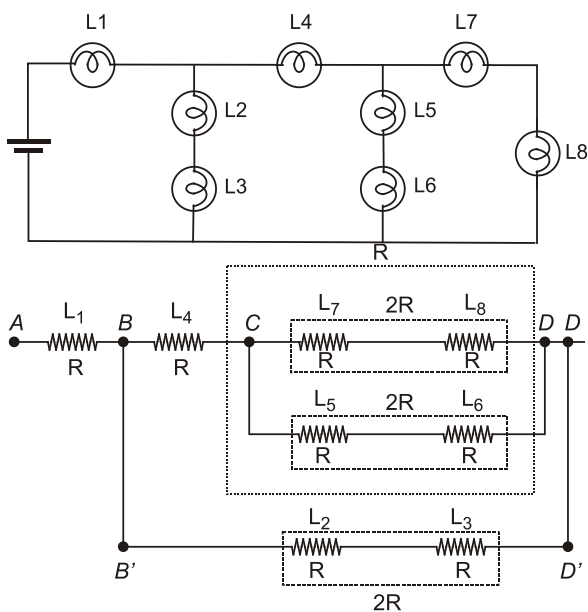 L1 L4 L7
L2 L5
L8
L3 L6
R
L₇ 2R L₈
A L₁ B L₄ C D D
R R R R
L₅ 2R L₆
R R
L₂ L₃
B' R R D'
2R